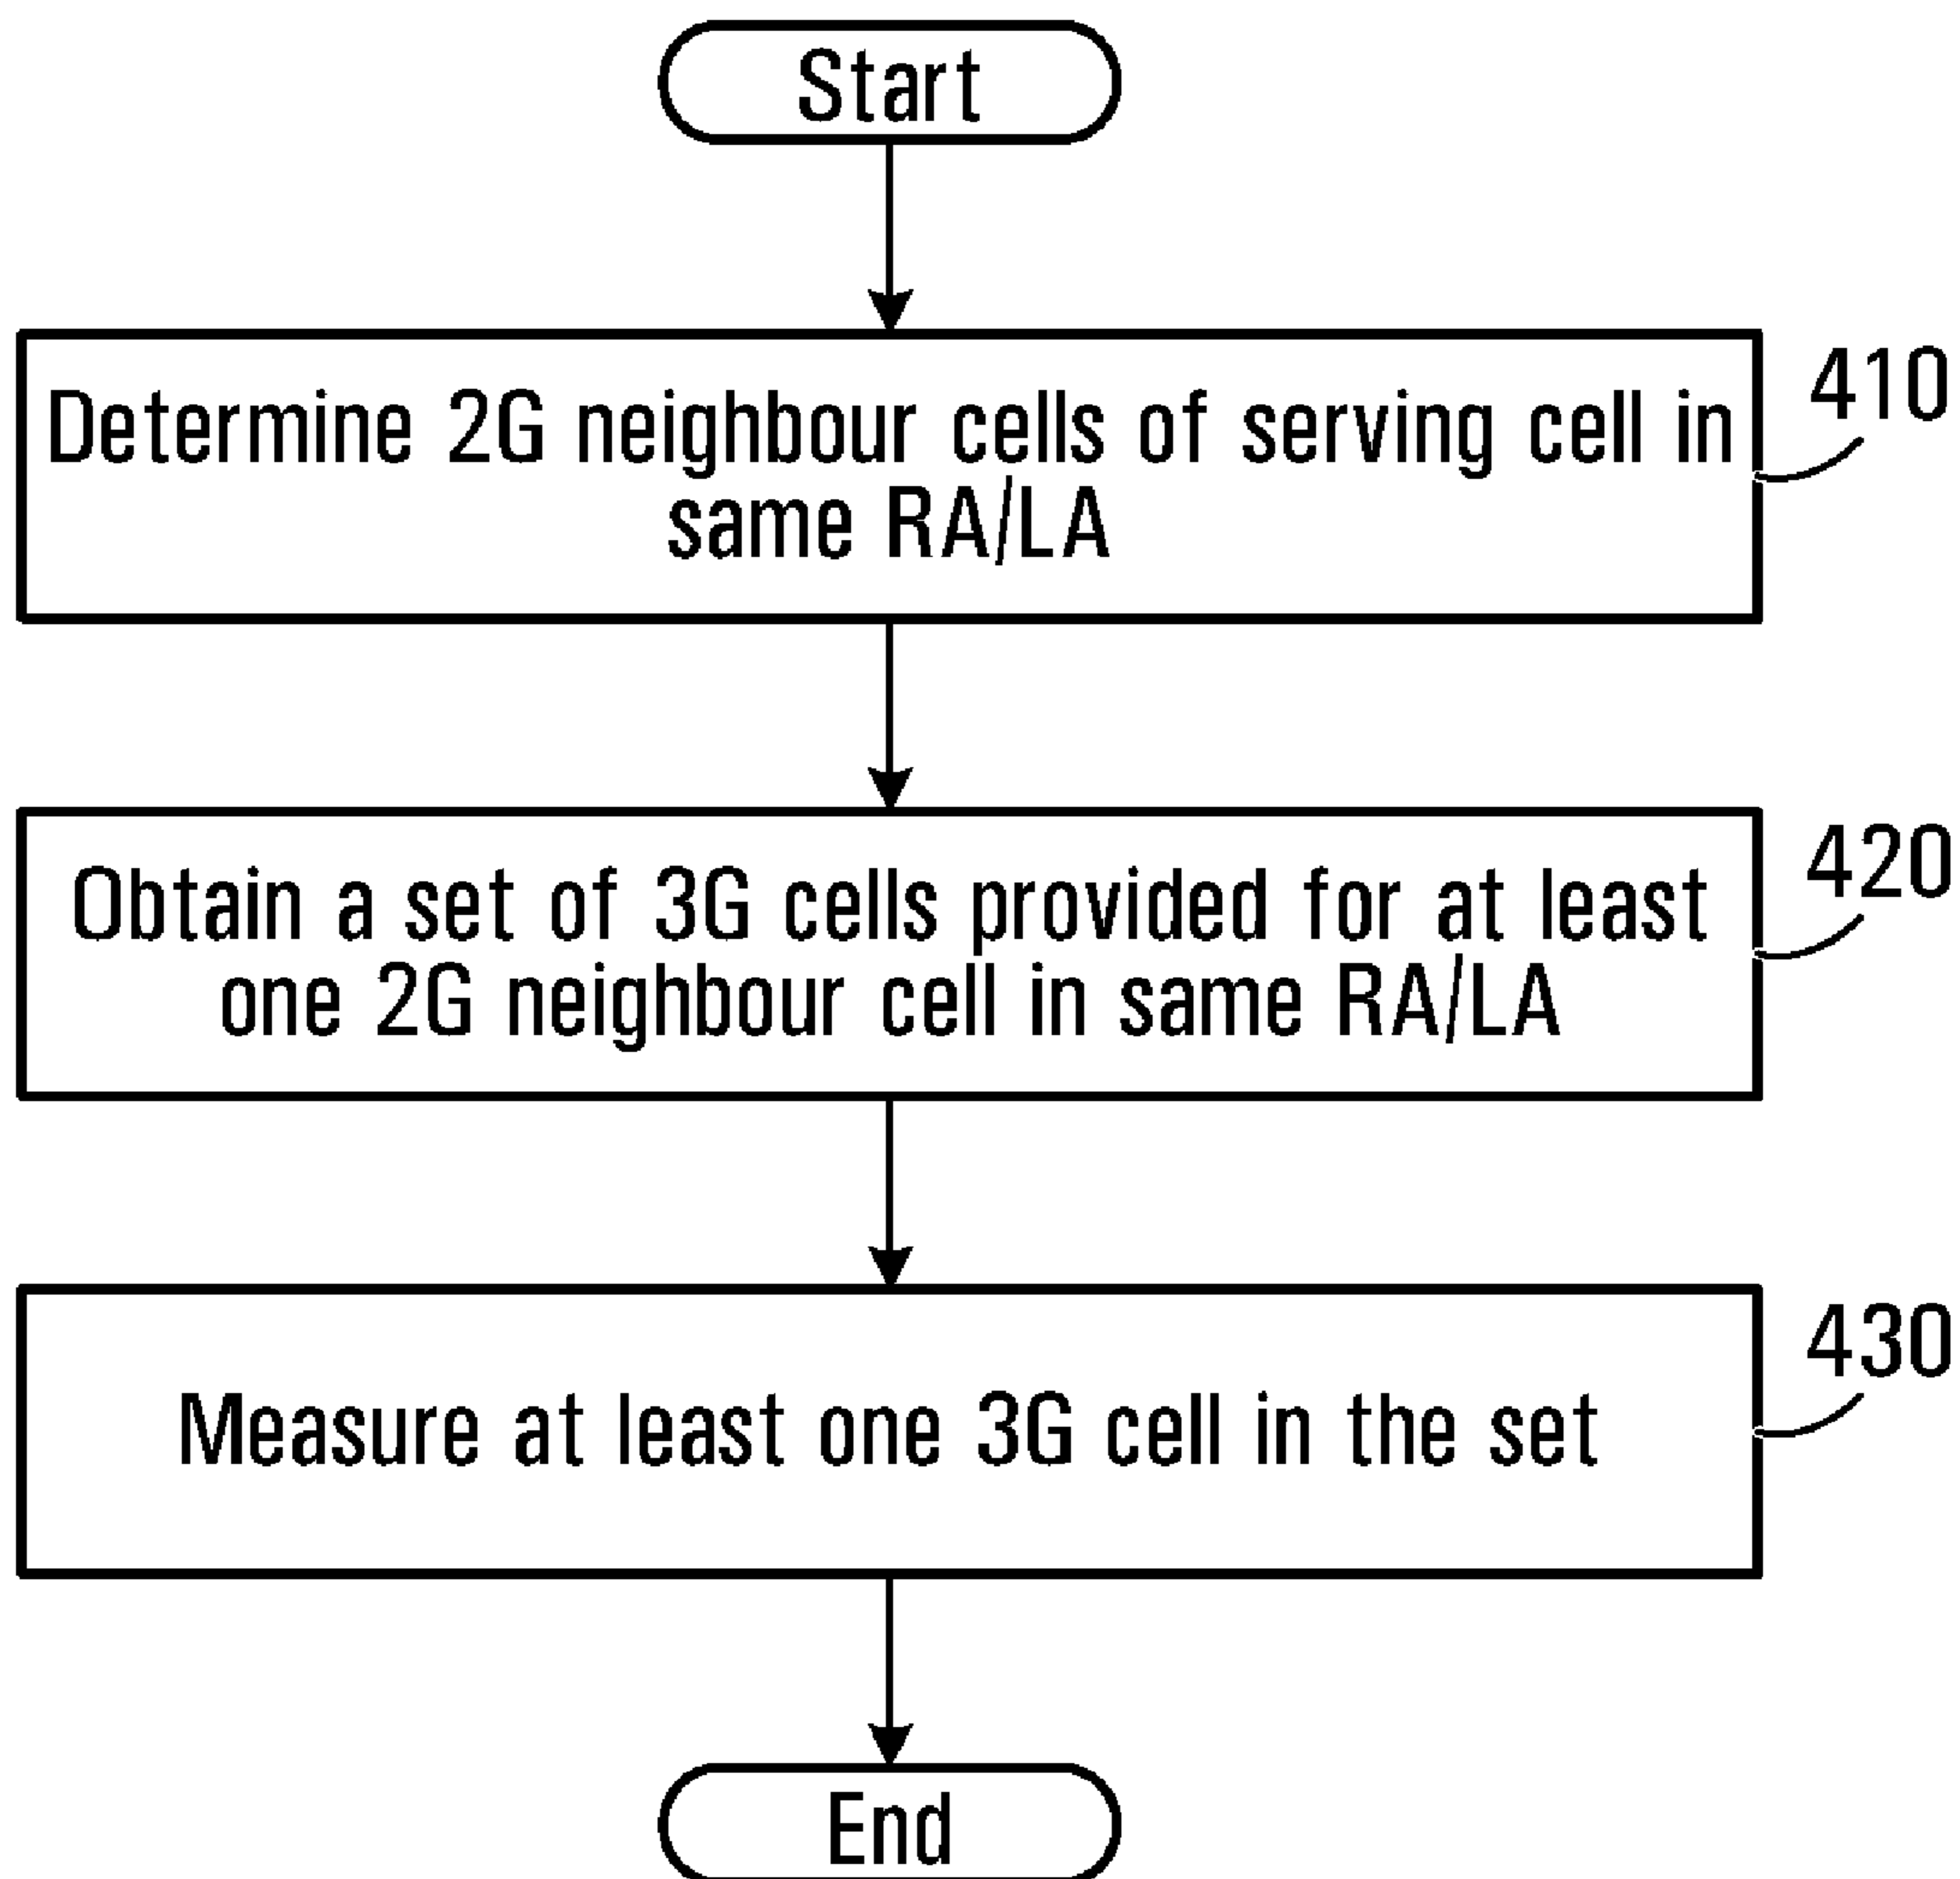 Start
410
Determine 2G neighbour cells of serving cell in
same RA/LA
420
Obtain a set of 3G cells provided for at least
one 2G neighbour cell in same RA/LA
430
Measure at least one 3G cell in the set
End